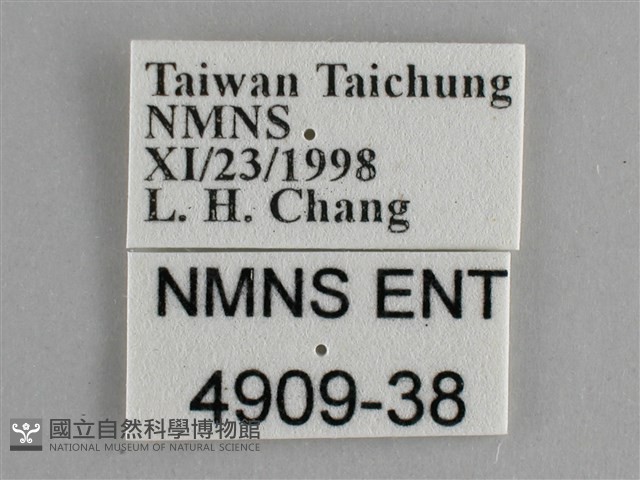 Taiwan Taichung
NMNS
XI/23/1998
L. H. Chang
NMNS ENT
4909-38
國立自然科學博物館
NATIONAL MUSEUM OF NATURAL SCIENCE